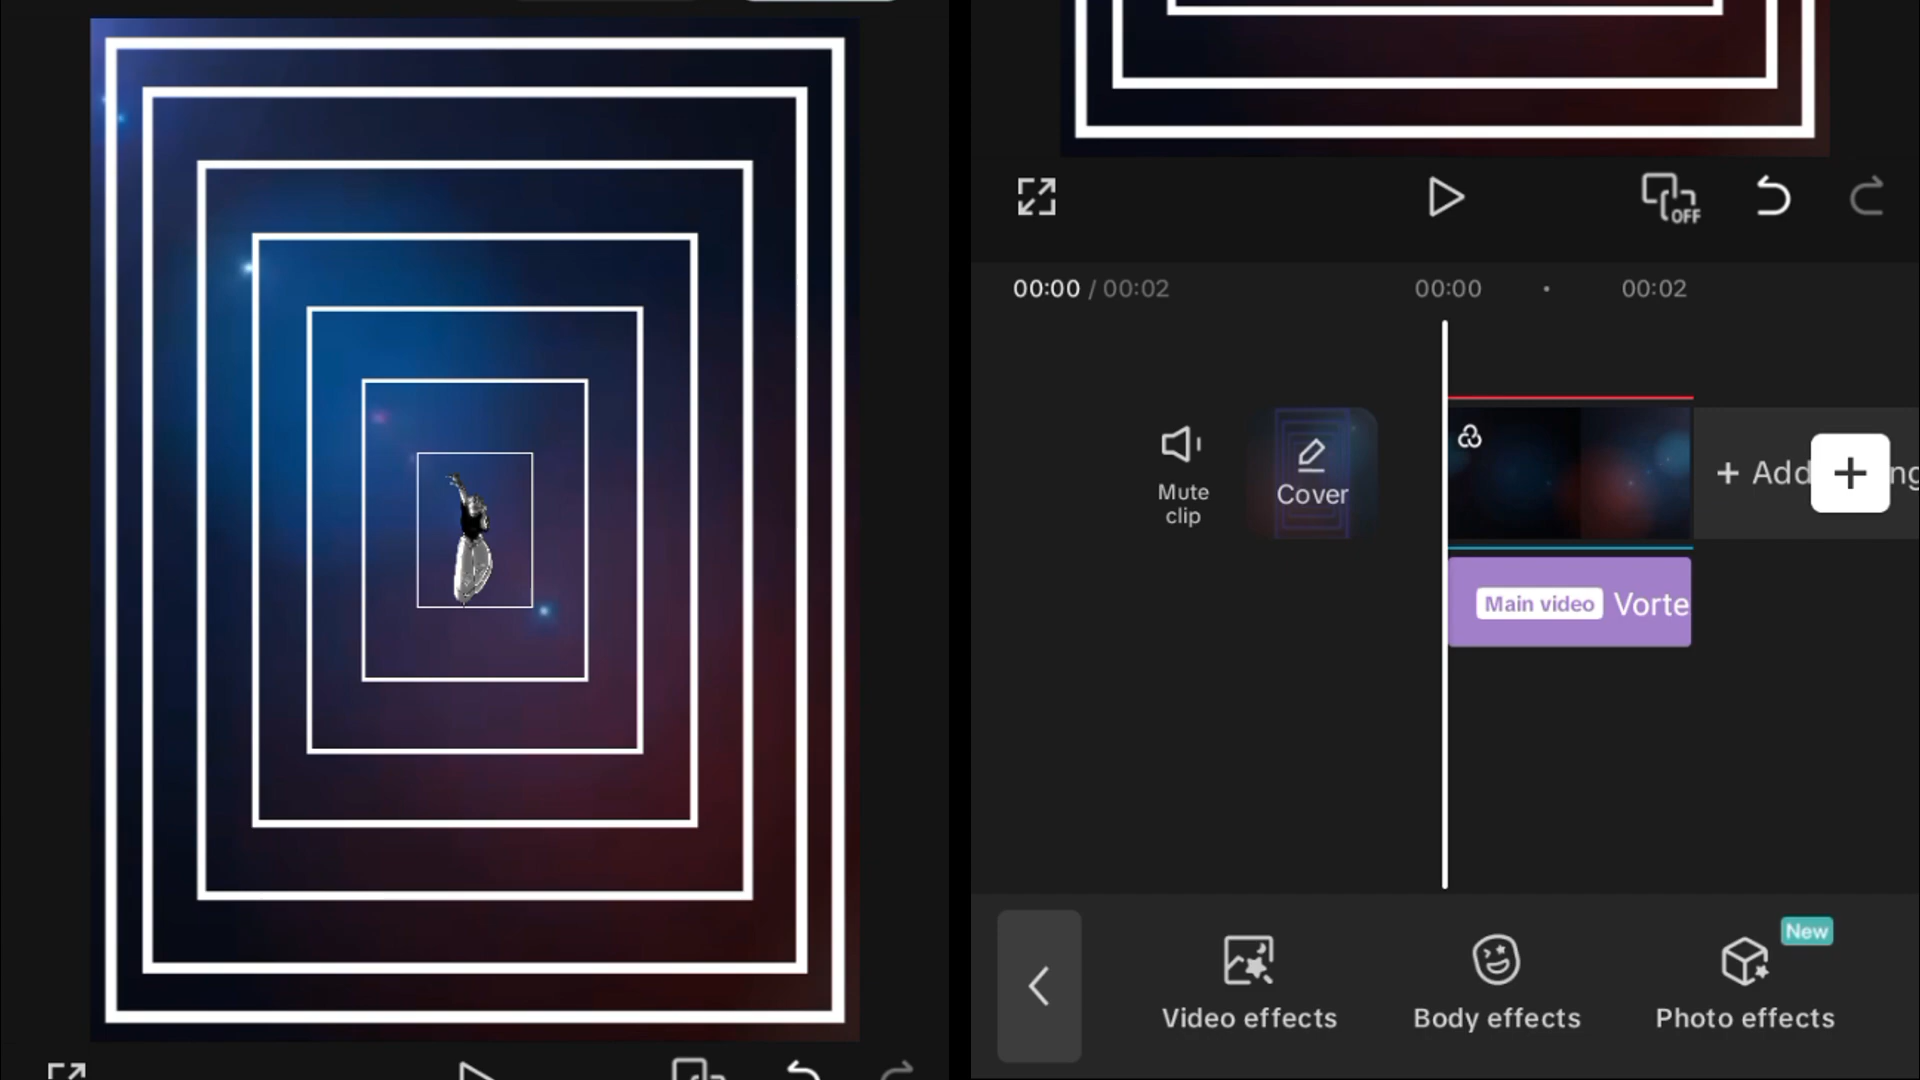 OFF
00:00 / 00:02
00:00
00:02
Mute
clip
Cover
+ Add
Main video
Vorte
New
Video effects
Body effects
Photo effects